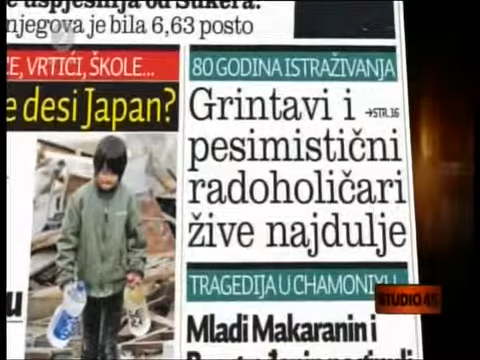 uspješnija od Šukera:
njegova je bila 6,63 posto
E, VRTIĆI, ŠKOLE...
e desi Japan?
80 GODINA ISTRAŽIVANJA
Grintavi i
→STR. 16
pesimistični
radoholičari
žive najdulje
TRAGEDIJA U CHAMONIXU
STUDIO 45
Mladi Makaranin i